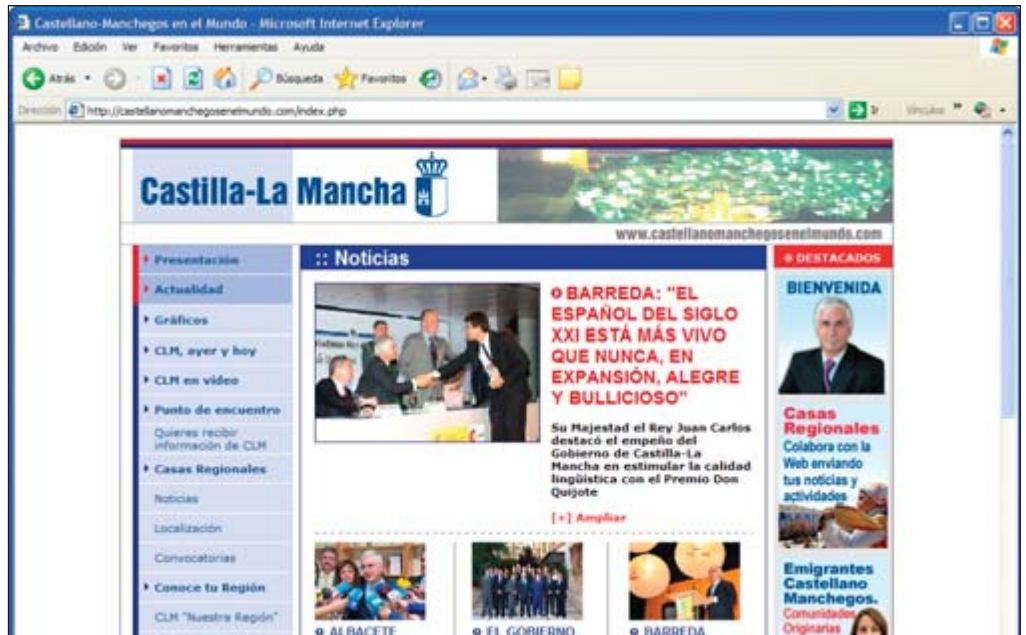 Castellano-Manchegos en el Mundo - Microsoft Internet Explorer
Archivo Edición Ver Favoritos Herramientas Ayuda
Atrás Búsqueda Favoritos
Dirección http://castellanomanchegosenelmundo.com/index.php Ir Vínculos »
Castilla-La Mancha
www.castellanomanchegosenelmundo.com
Presentación
Actualidad
Gráficos
CLM, ayer y hoy
CLM en vídeo
Punto de encuentro
Quieres recibir
información de CLM
Casas Regionales
Noticias
Localización
Convocatorias
Conoce tu Región
CLM "Nuestra Región"
:: Noticias
BARREDA: "EL
ESPAÑOL DEL SIGLO
XXI ESTÁ MÁS VIVO
QUE NUNCA, EN
EXPANSIÓN, ALEGRE
Y BULLICIOSO"
Su Majestad el Rey Juan Carlos
destacó el empeño del
Gobierno de Castilla-La
Mancha en estimular la calidad
lingüística con el Premio Don
Quijote
[+] Ampliar
ALBACETE
EL GOBIERNO
BARREDA
DESTACADOS
BIENVENIDA
Casas
Regionales
Colabora con la
Web enviando
tus noticias y
actividades
Emigrantes
Castellano
Manchegos.
Comunidades
Originarias